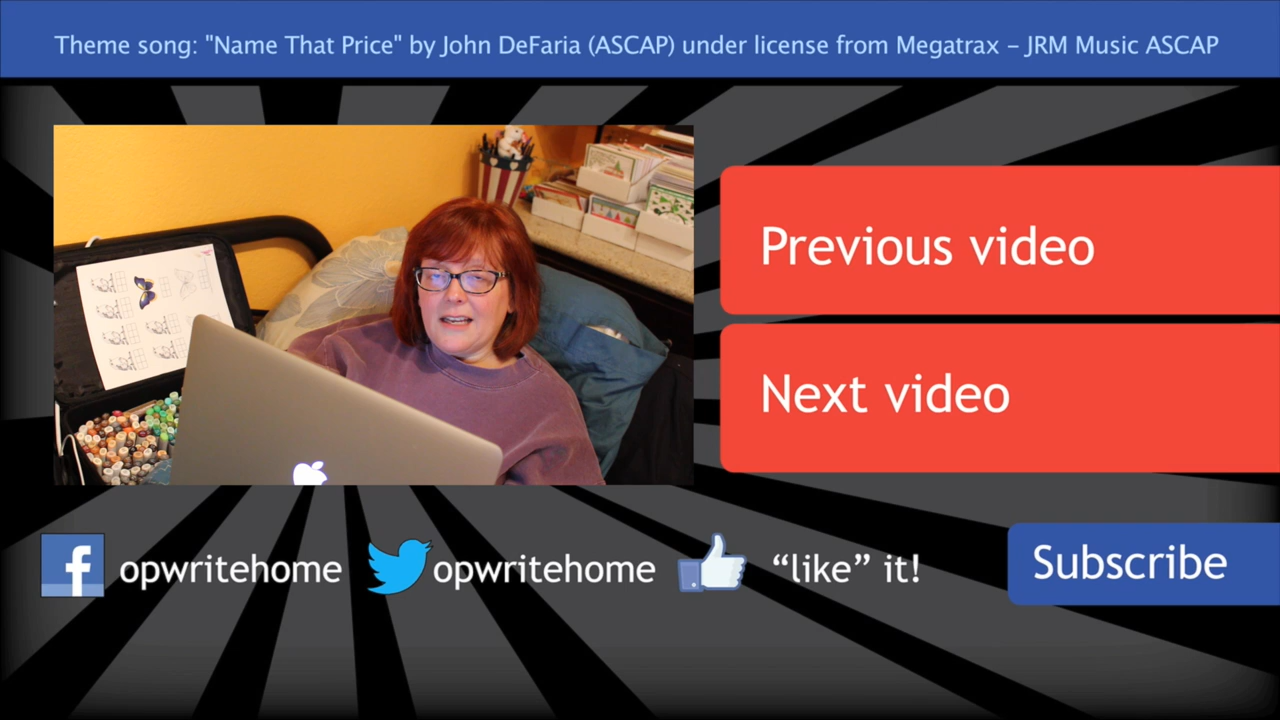 Theme song: "Name That Price" by John DeFaria (ASCAP) under license from Megatrax – JRM Music ASCAP
Previous video
Next video
opwritehome
opwritehome
“like” it!
Subscribe